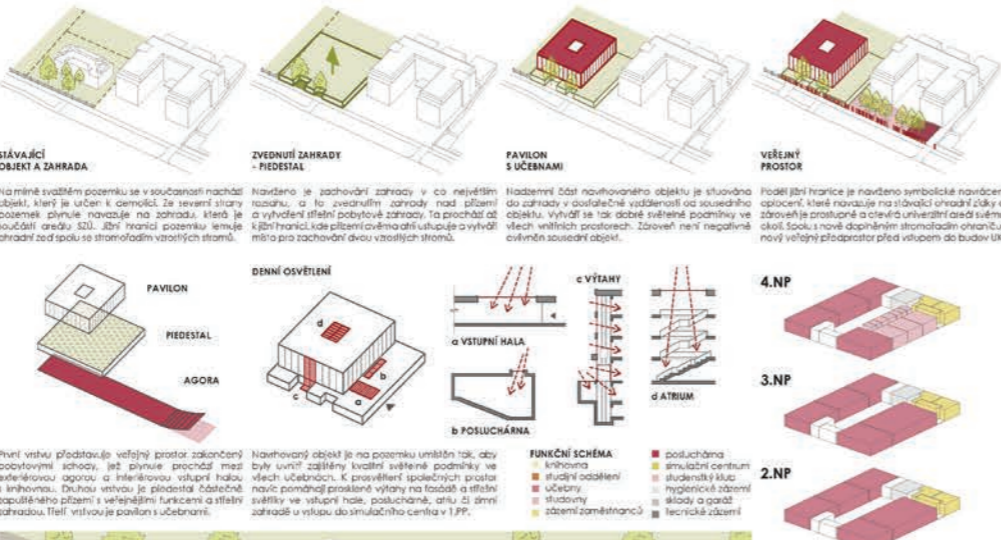 STÁVAJÍCÍ
OBJEKT A ZAHRADA
Na mírně svažitém pozemku se v současnosti nachází
objekt, který je určen k demolici. Ze severní strany
pozemek plynule navazuje na zahradu, která je
součástí areálu SZÚ. Jižní hranici pozemku lemuje
ohradní zeď spolu se stromořadím vzrostlých stromů.
ZVEDNUTÍ ZAHRADY
- PIEDESTAL
Navrženo je zachování zahrady v co největším
rozsahu, a to zvednutím zahrady nad přízemí
a vytvoření střešní pobytové zahrady. Ta prochází až
k jižní hranici, kde přízemí dvěma atrii ustupuje a vytváří
místo pro zachování dvou vzrostlých stromů.
PAVILON
S UČEBNAMI
Nadzemní část navrhovaného objektu je situována
do zahrady v dostatečné vzdálenosti od sousedního
objektu. Vytváří se tak dobré světelné podmínky ve
všech vnitřních prostorech. Zároveň není negativně
ovlivněn sousední objekt.
VEŘEJNÝ
PROSTOR
Podél jižní hranice je navrženo symbolické navrácení
oplocení, které navazuje na stávající ohradní zídky a
zároveň je prostupné a otevírá univerzitní areál svému
okolí. Spolu s nově doplněným stromořadím ohraničuje
nový veřejný předprostor před vstupem do budov UK
PAVILON
PIEDESTAL
AGORA
První vrstvu představuje veřejný prostor zakončený
pobytovými schody, jež plynule prochází mezi
exteriérovou agorou a interiérovou vstupní halou
a knihovnou. Druhou vrstvou je piedestal částečně
zapuštěného přízemí s veřejnějšími funkcemi a střešní
zahradou. Třetí vrstvou je pavilon s učebnami.
DENNÍ OSVĚTLENÍ
d
b
a
c
Navrhovaný objekt je na pozemku umístěn tak, aby
byly uvnitř zajištěny kvalitní světelné podmínky ve
všech učebnách. K prosvětlení společných prostor
navíc pomáhají prosklené výtahy na fasádě a střešní
světlíky ve vstupní hale, posluchárně, atriu či zimní
zahradě u vstupu do simulačního centra v 1.PP.
a VSTUPNÍ HALA
b POSLUCHÁRNA
c VÝTAHY
d ATRIUM
FUNKČNÍ SCHÉMA
knihovna
studijní oddělení
učebny
studovny
zázemí zaměstnanců
posluchárna
simulační centrum
studentský klub
hygienické zázemí
sklady a garáž
technické zázemí
4.NP
3.NP
2.NP